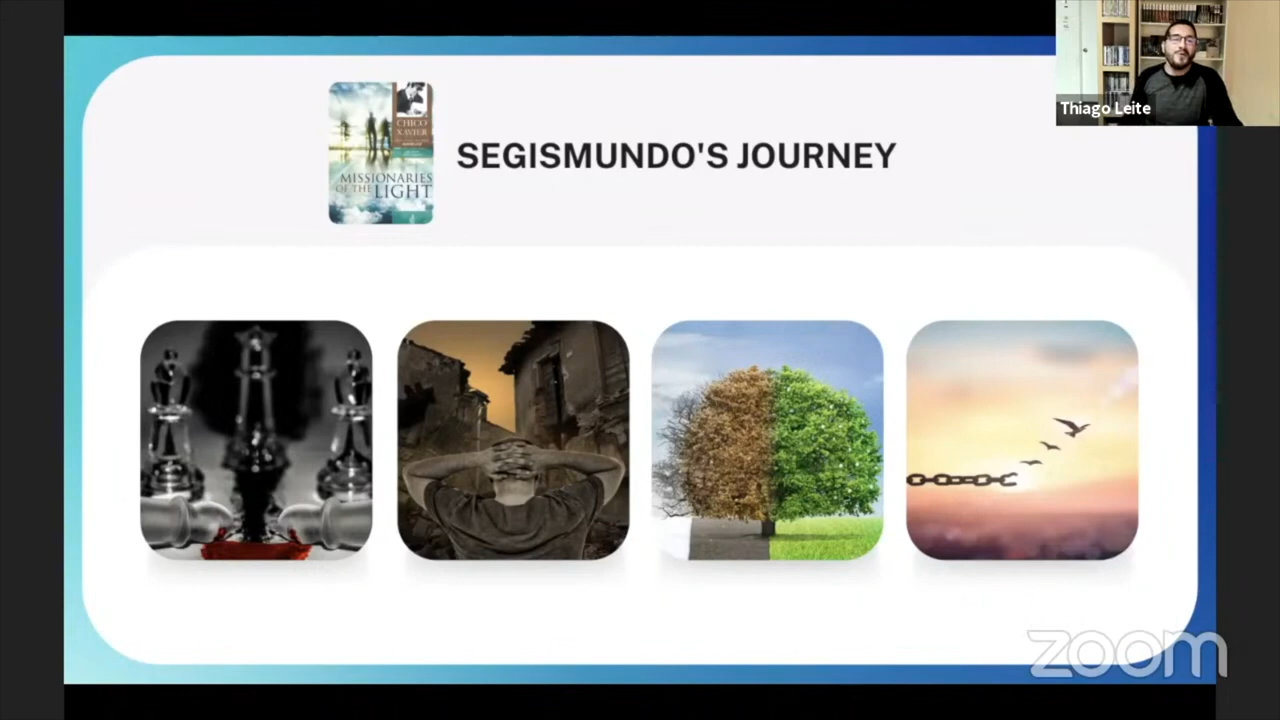 Thiago Leite
CHICO
XAVIER
MISSIONARIES
OF THE LIGHT
SEGISMUNDO'S JOURNEY
zoom